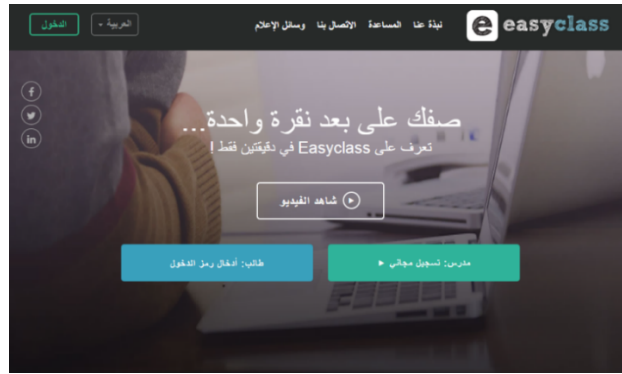 easyclass
نبذة عنا
المساعدة
الاتصال بنا
وسائل الإعلام
العربية
الدخول
صفك على بعد نقرة واحدة...
تعرف على Easyclass في دقيقتين فقط !
شاهد الفيديو
مدرس: تسجيل مجاني
طالب: أدخال رمز الدخول